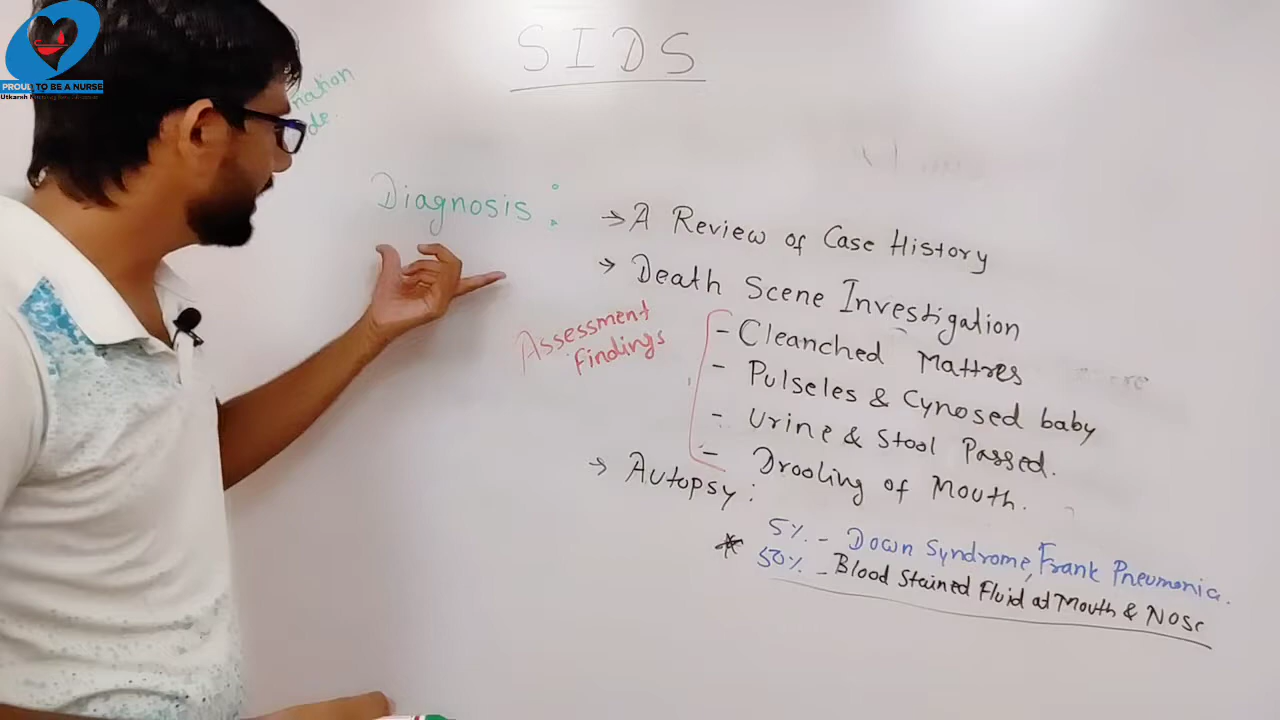 PROUD TO BE A NURSE
SIDS
Diagnosis:
→ A Review of Case History
→ Death Scene Investigation
Assessment
Findings
- Cleanched Mattres
- Pulseles & Cynosed baby
- Urine & Stool Passed.
- Drooling of Mouth.
→ Autopsy:
* 5%. - Down Syndrome, Frank Pneumonia.
50%. - Blood Stained Fluid at Mouth & Nose